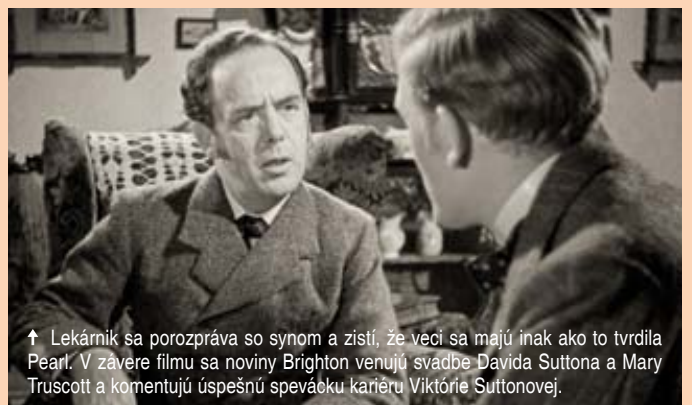 ↑ Lekárnik sa porozpráva so synom a zistí, že veci sa majú inak ako to tvrdila
Pearl. V závere filmu sa noviny Brighton venujú svadbe Davida Suttona a Mary
Truscott a komentujú úspešnú spevácku kariéru Viktórie Suttonovej.